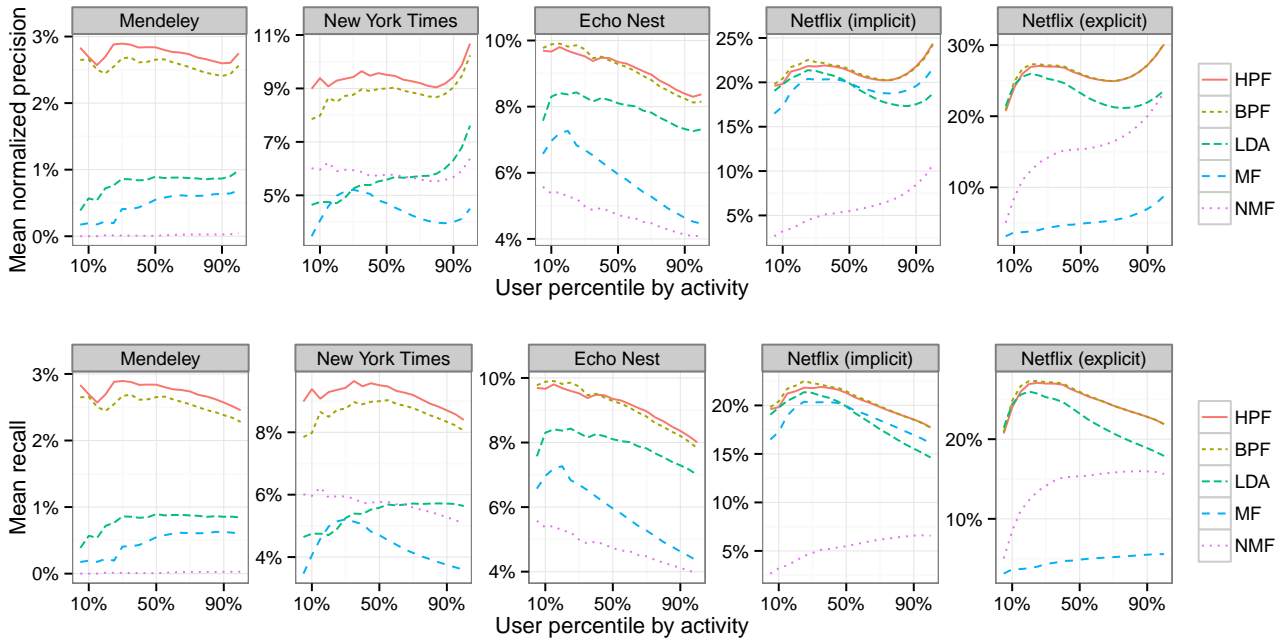 Mendeley
New York Times
Echo Nest
Netflix (implicit)
Netflix (explicit)
Mean normalized precision
3%
2%
1%
0%
11%
9%
7%
5%
10%
8%
6%
4%
25%
20%
15%
10%
5%
30%
20%
10%
10% 50% 90%
10% 50% 90%
10% 50% 90%
10% 50% 90%
10% 50% 90%
User percentile by activity
HPF
BPF
LDA
MF
NMF
Mendeley
New York Times
Echo Nest
Netflix (implicit)
Netflix (explicit)
Mean recall
3%
2%
1%
0%
8%
6%
4%
10%
8%
6%
4%
20%
15%
10%
5%
20%
10%
10% 50% 90%
10% 50% 90%
10% 50% 90%
10% 50% 90%
10% 50% 90%
User percentile by activity
HPF
BPF
LDA
MF
NMF